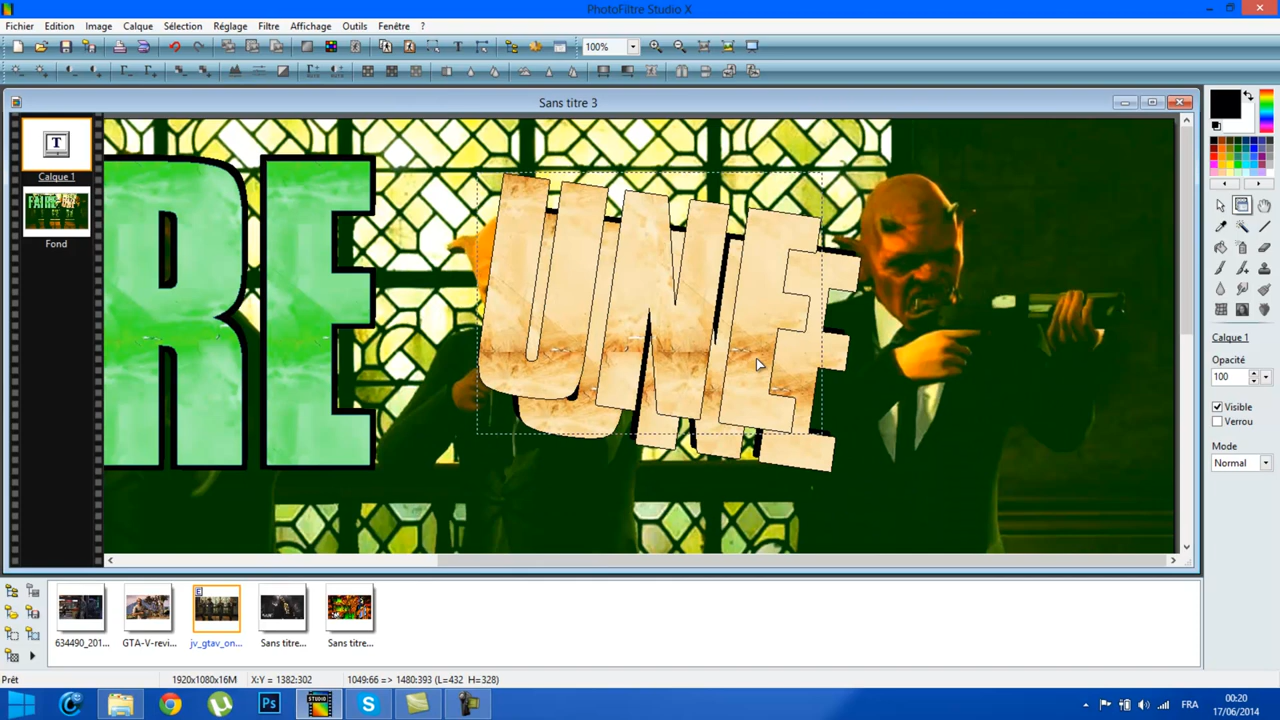 PhotoFiltre Studio X
Fichier Edition Image Calque Sélection Réglage Filtre Affichage Outils Fenêtre ?
100%
Sans titre 3
T
Calque 1
Fond
RE
UNE
Calque 1
Opacité
100
Visible
Verrou
Mode
Normal
634490_201... GTA-V-revi... jv_gtav_on... Sans titre... Sans titre...
Prêt 1920x1080x16M X:Y = 1382:302 1049:66 => 1480:393 (L=432 H=328)
Ps STUDIO S FRA 00:20
17/06/2014